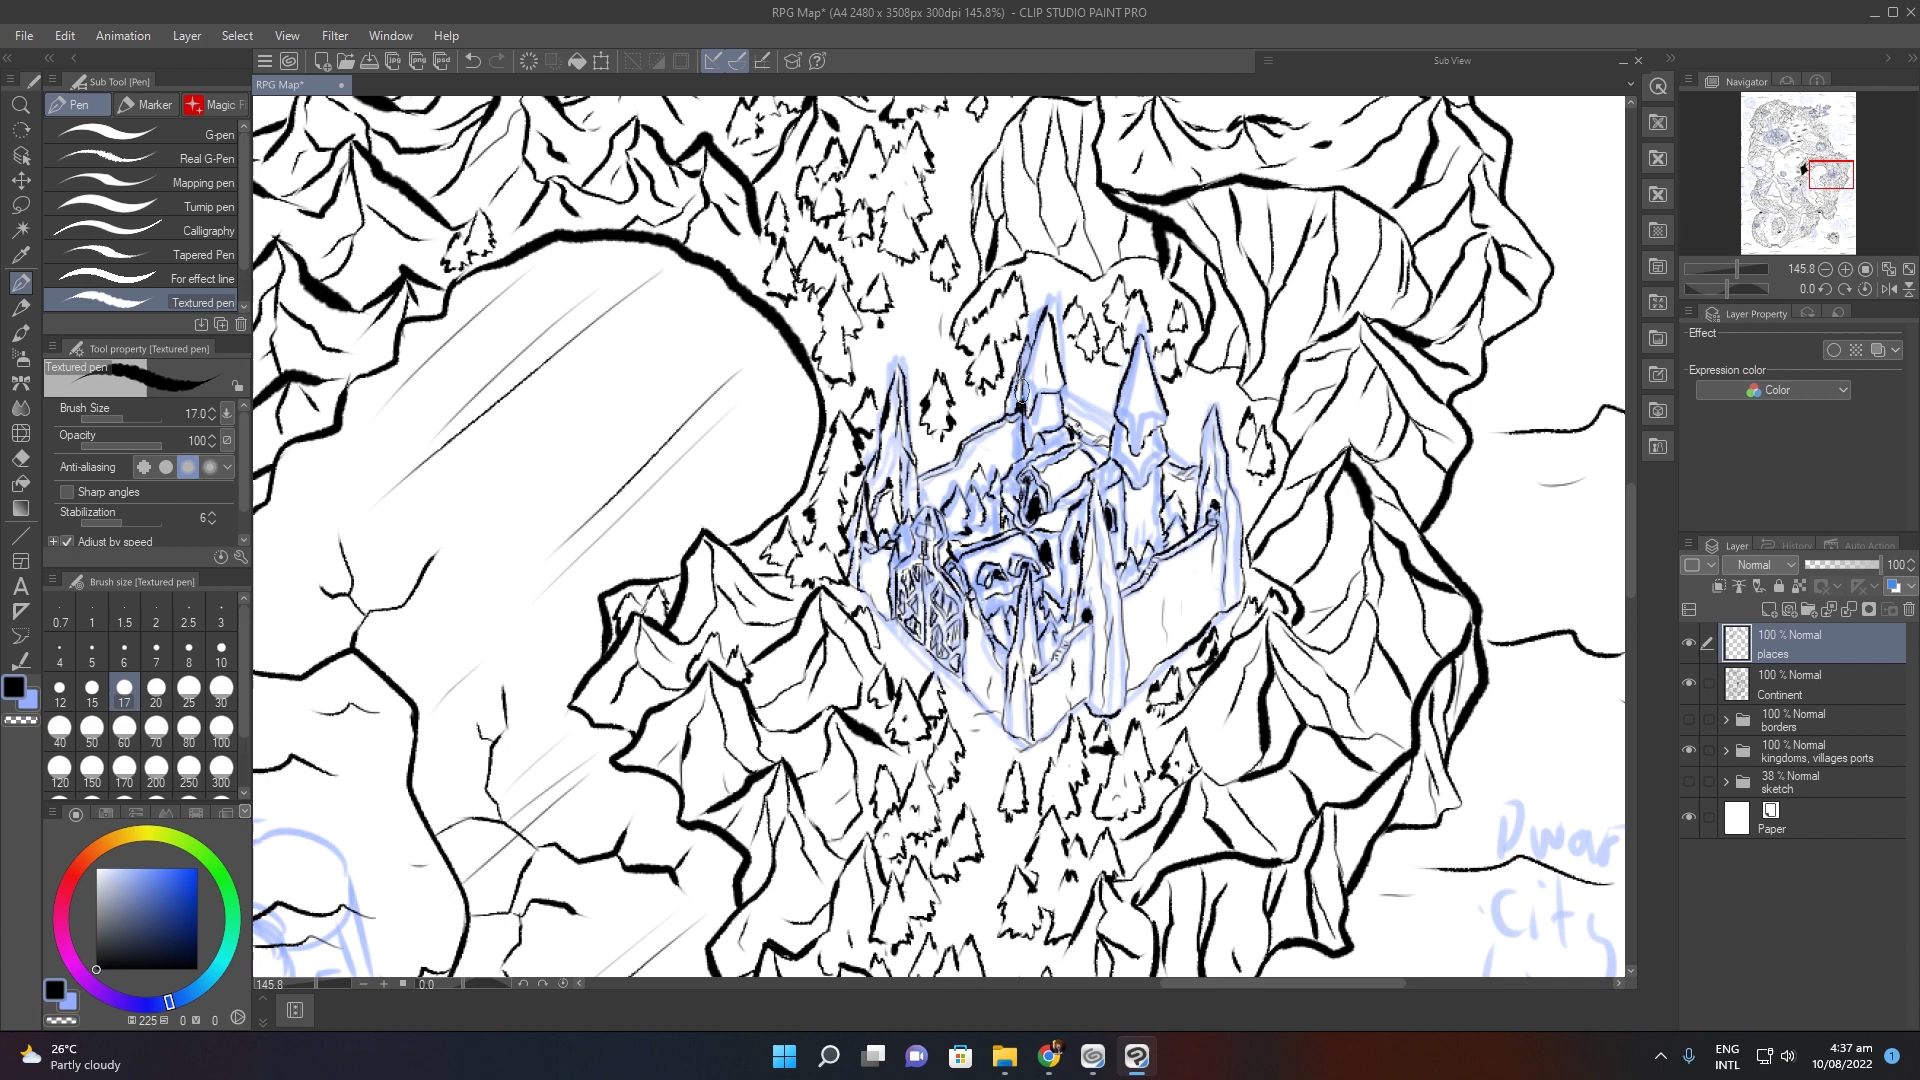 RPG Map* (A4 2480 x 3508px 300dpi 145.8%) - CLIP STUDIO PAINT PRO
File Edit Animation Layer Select View Filter Window Help
Sub Tool [Pen]
Sub View
RPG Map*
Navigator
Pen Marker Magic
G-pen
Real G-Pen
Mapping pen
Turnip pen
Calligraphy
Tapered Pen
For effect line
Textured pen
Tool property [Textured pen]
Textured pen
Brush Size 17.0
Opacity 100
Anti-aliasing
Sharp angles
Stabilization 6
Adjust by speed
Brush size [Textured pen]
0.7 1 1.5 2 2.5 3
4 5 6 7 8 10
12 15 17 20 25 30
40 50 60 70 80 100
120 150 170 200 250 300
225 0 0
145.8 0.0
145.8
0.0
Layer Property
Effect
Expression color
Color
Layer History Auto Action
Normal 100
100 % Normal
places
100 % Normal
Continent
100 % Normal
borders
100 % Normal
kingdoms, villages ports
38 % Normal
sketch
Paper
Dwarf
City
26°C
Partly cloudy
ENG
INTL
4:37 am
10/08/2022
1